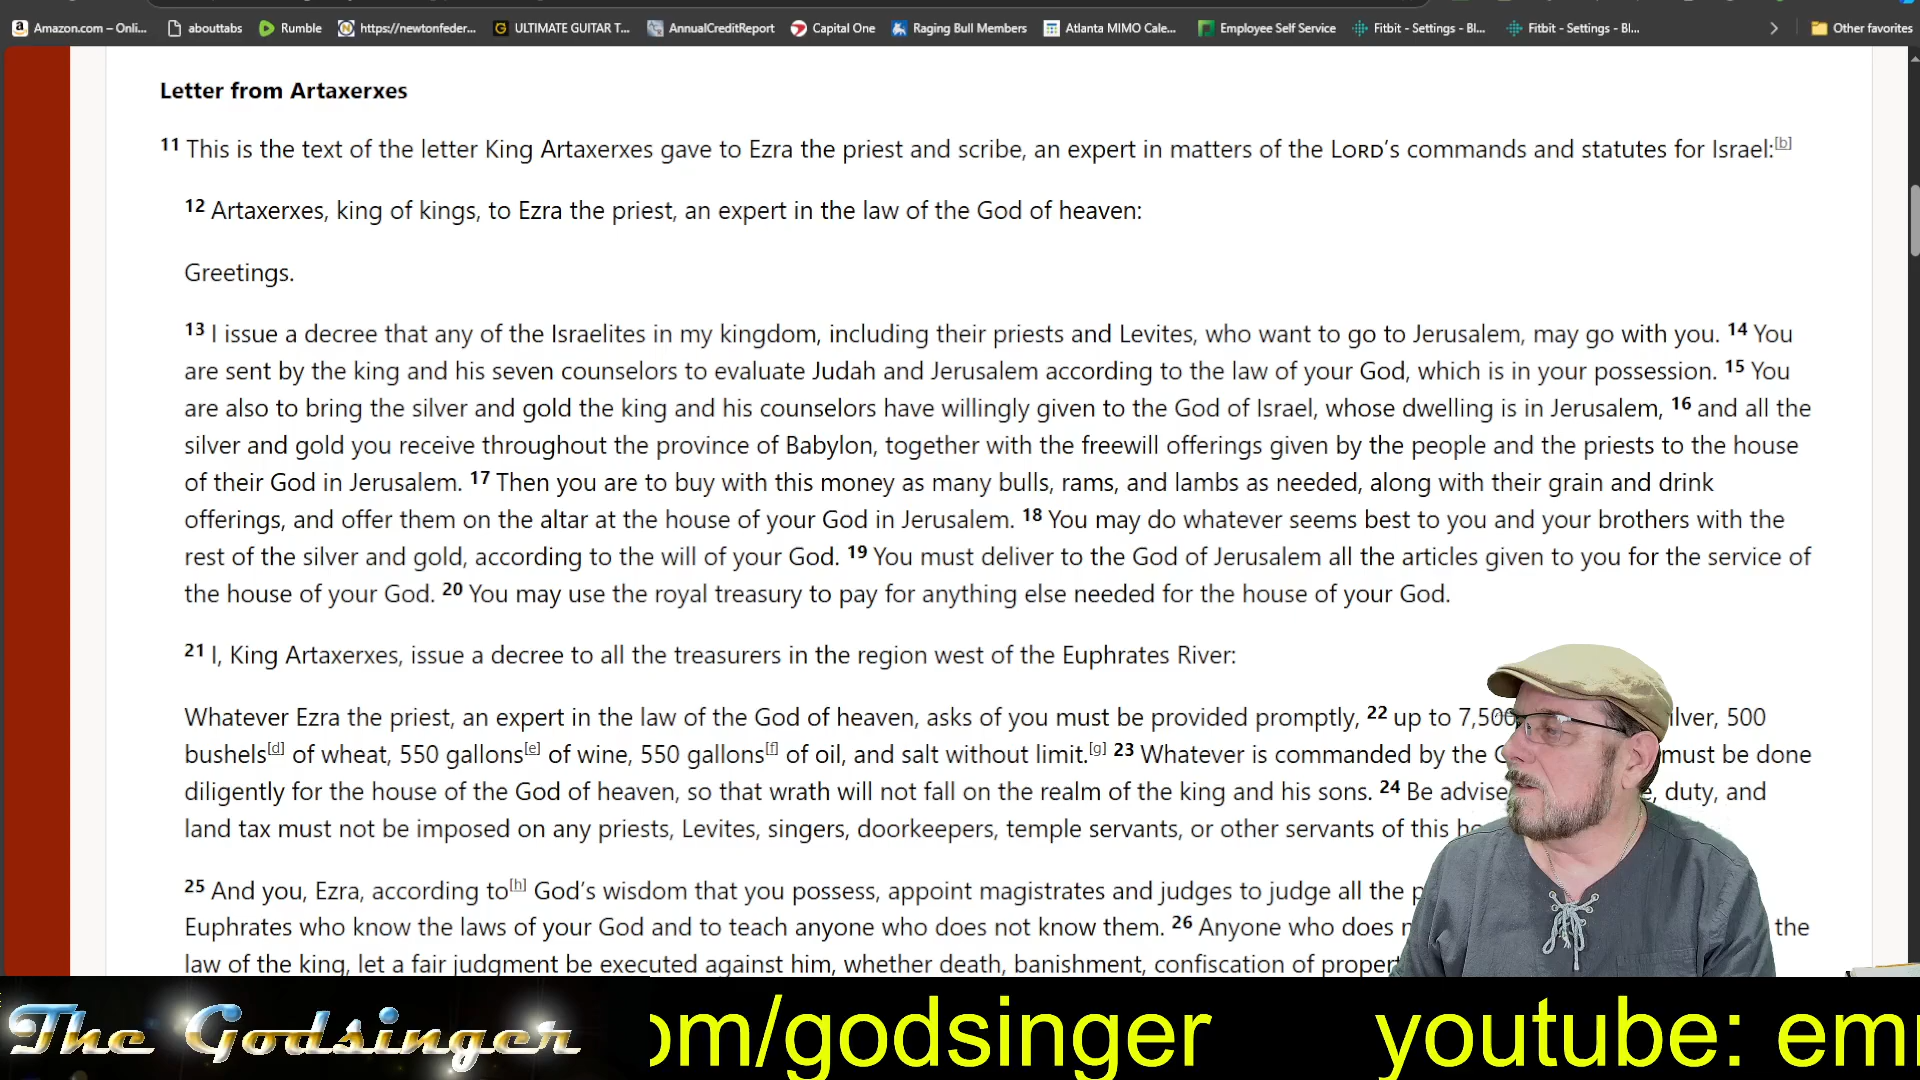 Amazon.com – Onli... abouttabs Rumble https://newtonfeder... ULTIMATE GUITAR T... AnnualCreditReport Capital One Raging Bull Members Atlanta MIMO Cale... Employee Self Service Fitbit - Settings - Bl... Fitbit - Settings - Bl... Other favorites
Letter from Artaxerxes
11 This is the text of the letter King Artaxerxes gave to Ezra the priest and scribe, an expert in matters of the LORD's commands and statutes for Israel:[b]
12 Artaxerxes, king of kings, to Ezra the priest, an expert in the law of the God of heaven:
Greetings.
13 I issue a decree that any of the Israelites in my kingdom, including their priests and Levites, who want to go to Jerusalem, may go with you. 14 You
are sent by the king and his seven counselors to evaluate Judah and Jerusalem according to the law of your God, which is in your possession. 15 You
are also to bring the silver and gold the king and his counselors have willingly given to the God of Israel, whose dwelling is in Jerusalem, 16 and all the
silver and gold you receive throughout the province of Babylon, together with the freewill offerings given by the people and the priests to the house
of their God in Jerusalem. 17 Then you are to buy with this money as many bulls, rams, and lambs as needed, along with their grain and drink
offerings, and offer them on the altar at the house of your God in Jerusalem. 18 You may do whatever seems best to you and your brothers with the
rest of the silver and gold, according to the will of your God. 19 You must deliver to the God of Jerusalem all the articles given to you for the service of
the house of your God. 20 You may use the royal treasury to pay for anything else needed for the house of your God.
21 I, King Artaxerxes, issue a decree to all the treasurers in the region west of the Euphrates River:
Whatever Ezra the priest, an expert in the law of the God of heaven, asks of you must be provided promptly, 22 up to 7,500 ilver, 500
bushels[d] of wheat, 550 gallons[e] of wine, 550 gallons[f] of oil, and salt without limit.[g] 23 Whatever is commanded by the must be done
diligently for the house of the God of heaven, so that wrath will not fall on the realm of the king and his sons. 24 Be advise duty, and
land tax must not be imposed on any priests, Levites, singers, doorkeepers, temple servants, or other servants of this
25 And you, Ezra, according to[h] God's wisdom that you possess, appoint magistrates and judges to judge all the
Euphrates who know the laws of your God and to teach anyone who does not know them. 26 Anyone who does the
law of the king, let a fair judgment be executed against him, whether death, banishment, confiscation of propert
The Godsinger om/godsinger youtube: em